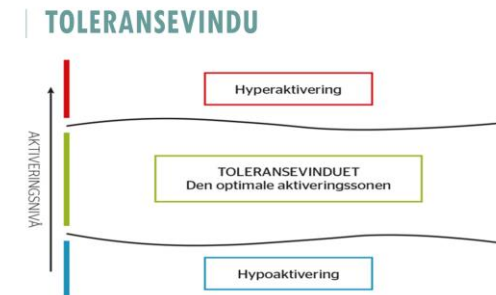 TOLERANSEVINDU
Hyperaktivering
AKTIVERINGSNIVÅ
TOLERANSEVINDUET
Den optimale aktiveringssonen
Hypoaktivering